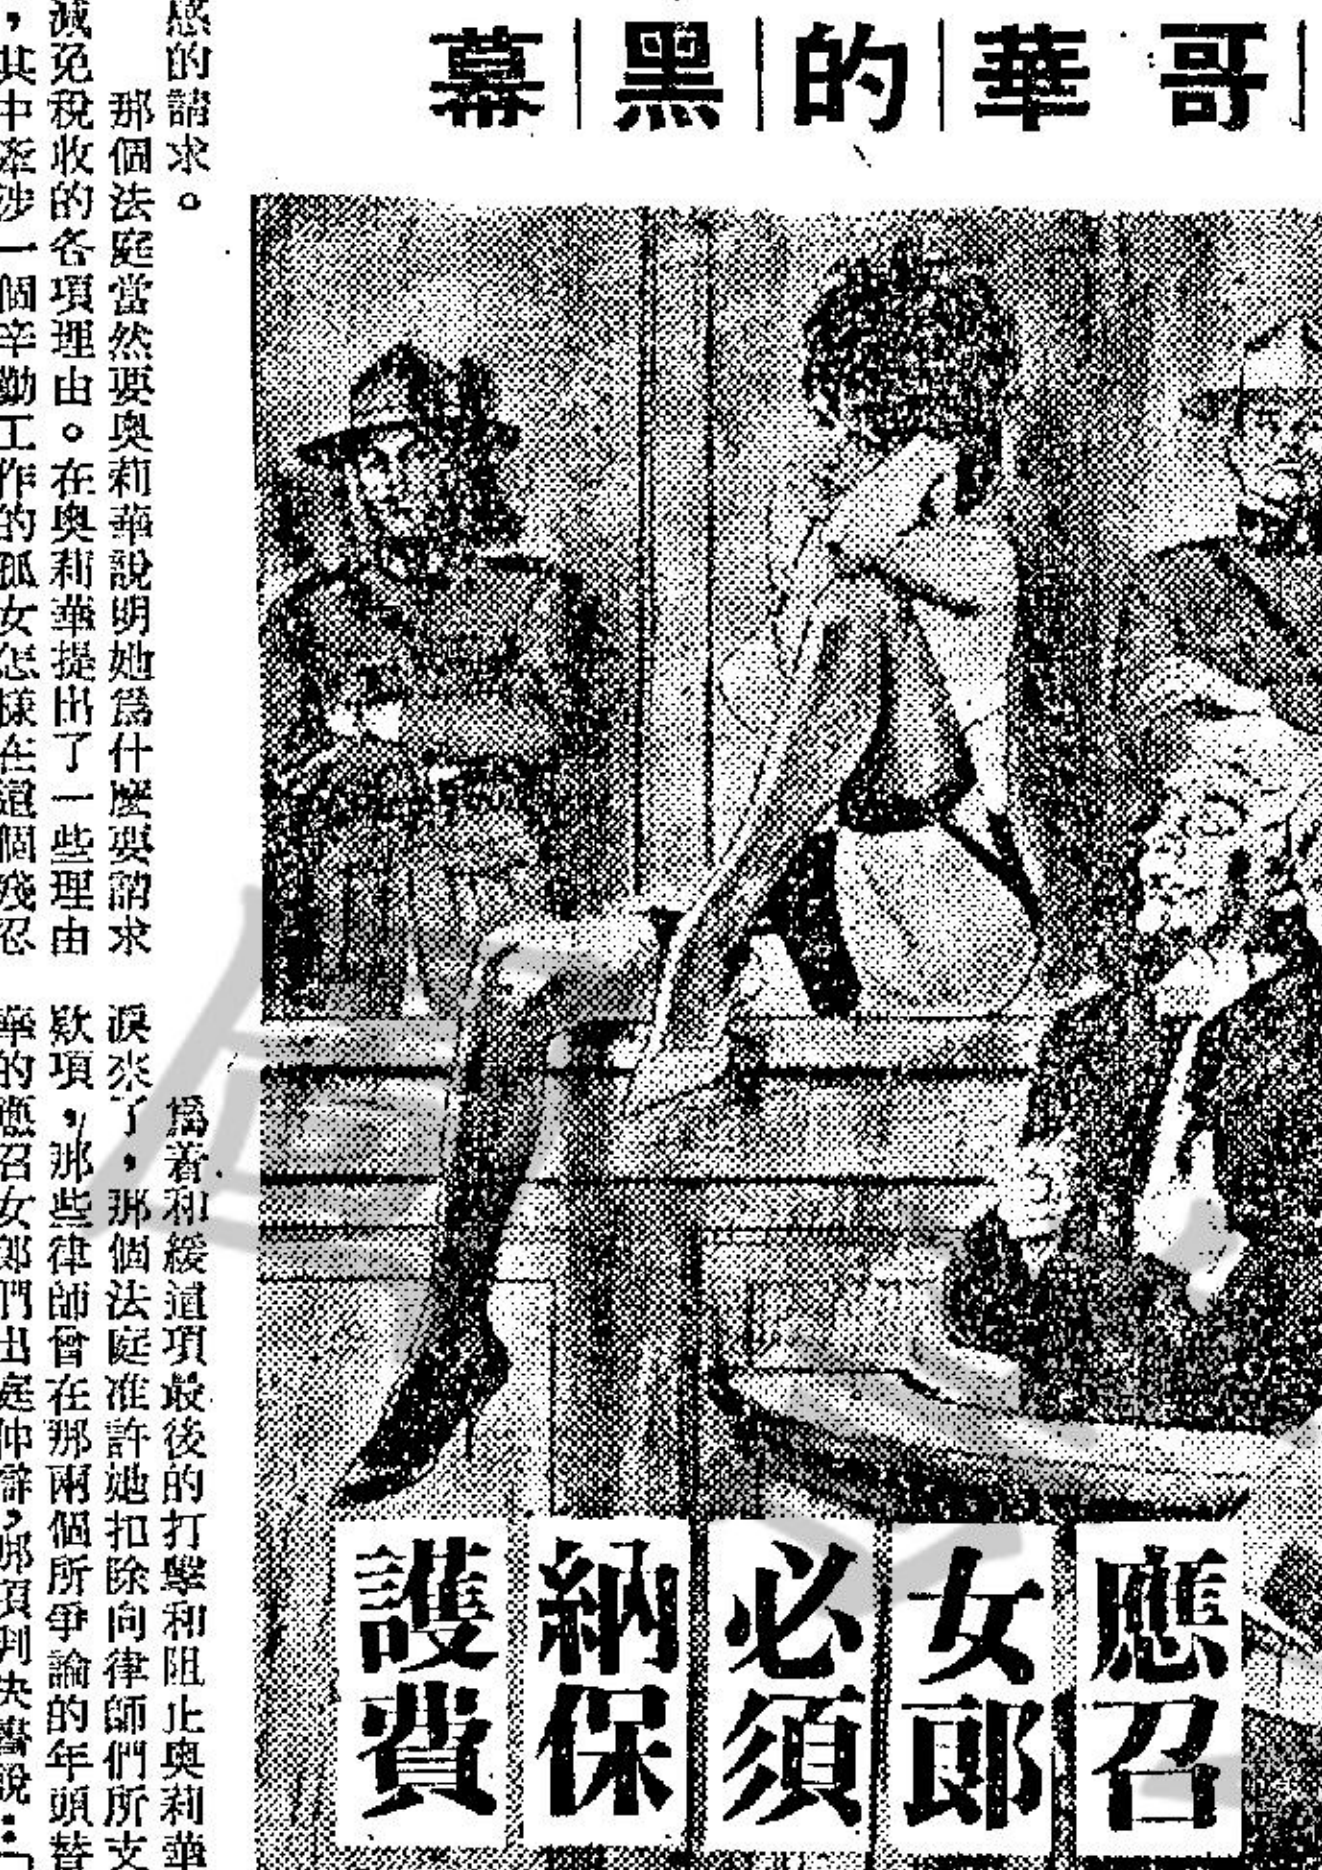 哥華的黑幕
應召
女郎
必須
納保
護費
感的請求。
那個法庭當然要奧莉華說明她爲什麼要請求
減免稅收的各項理由。在奧莉華提出了一些理由
，其中牽涉一個辛勤工作的孤女怎樣在這個殘忍
爲着和緩這項最後的打擊和阻止奧莉華
淚來了，那個法庭准許她扣除向律師們所支
欵項，那些律師曾在那兩個所爭論的年頭替
華的應召女郎們出庭伸辯，那項判決書說：「